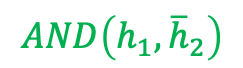 AND(h₁, h̅₂)